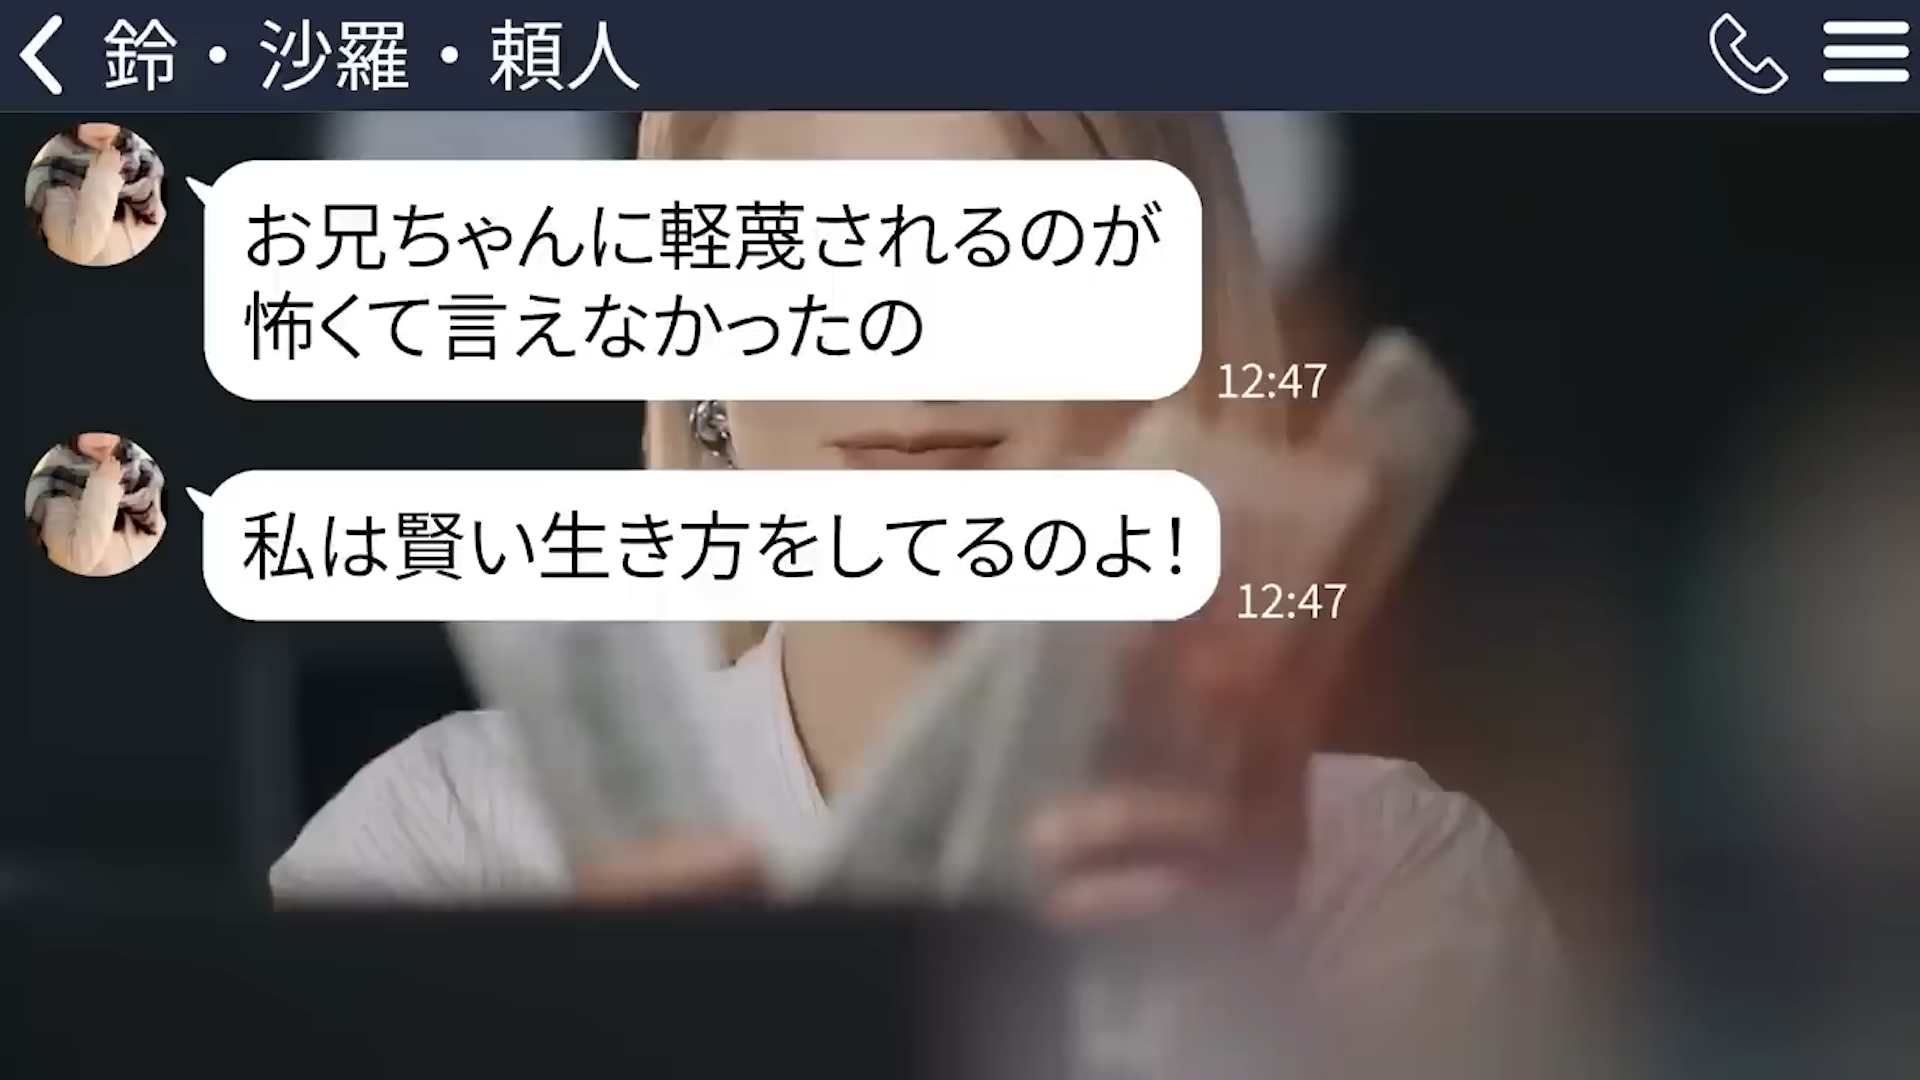 鈴・沙羅・頼人
お兄ちゃんに軽蔑されるのが
怖くて言えなかったの
12:47
私は賢い生き方をしてるのよ！
12:47